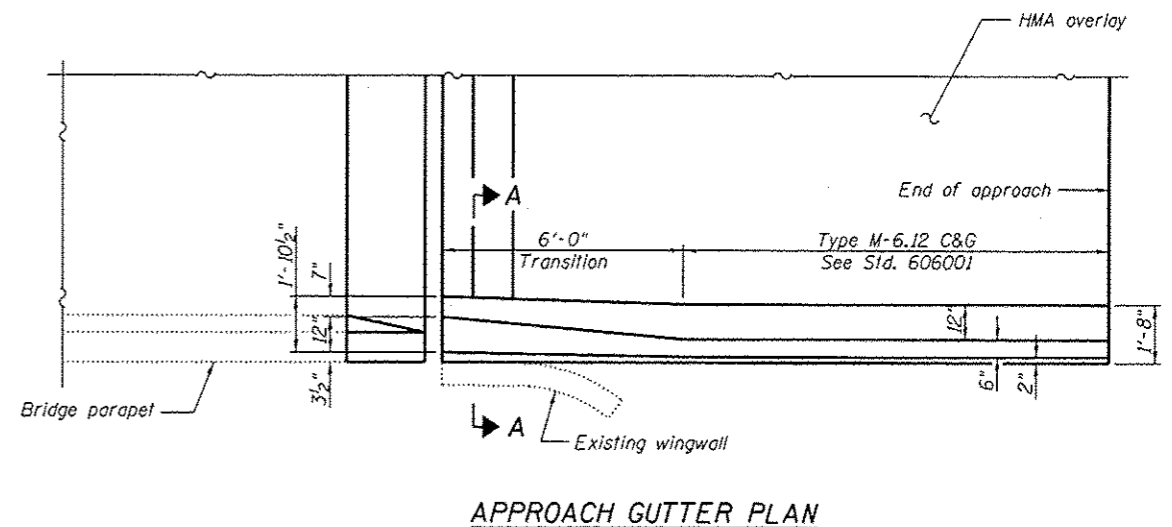 HMA overlay
A
End of approach
6'-0"
Transition
Type M-6.12 C&G
See Std. 606001
1'-10½"
7"
12"
3½"
12"
6"
2"
1'-8"
Bridge parapet
A
Existing wingwall
APPROACH GUTTER PLAN